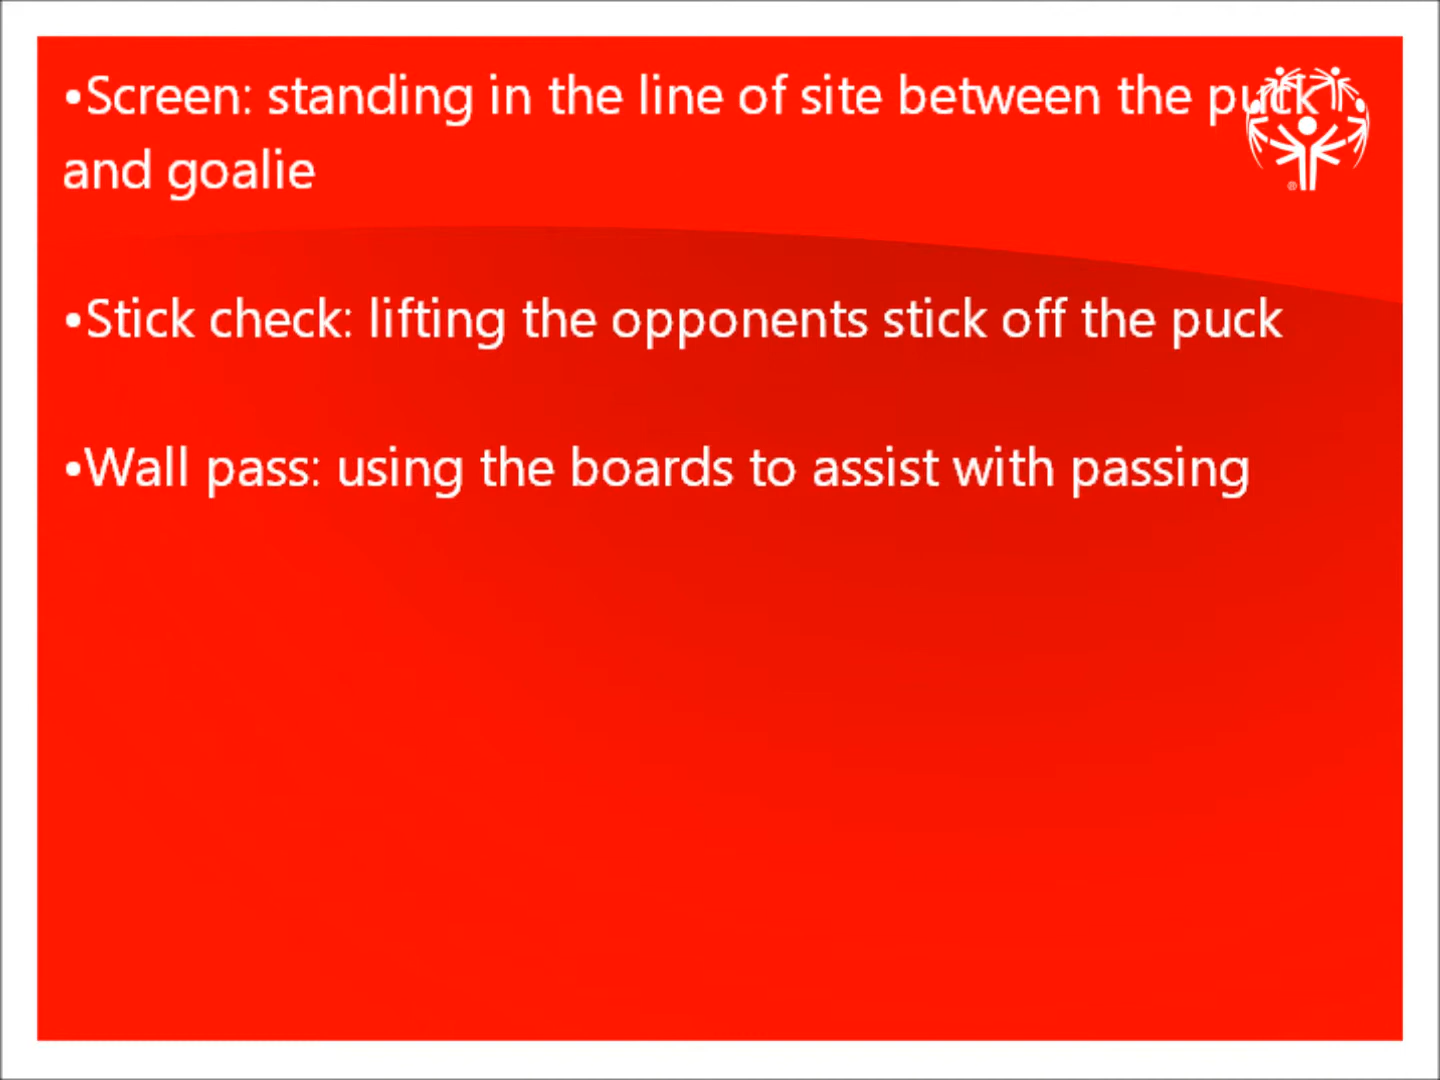 •Screen: standing in the line of site between the puck
and goalie
•Stick check: lifting the opponents stick off the puck
•Wall pass: using the boards to assist with passing
®